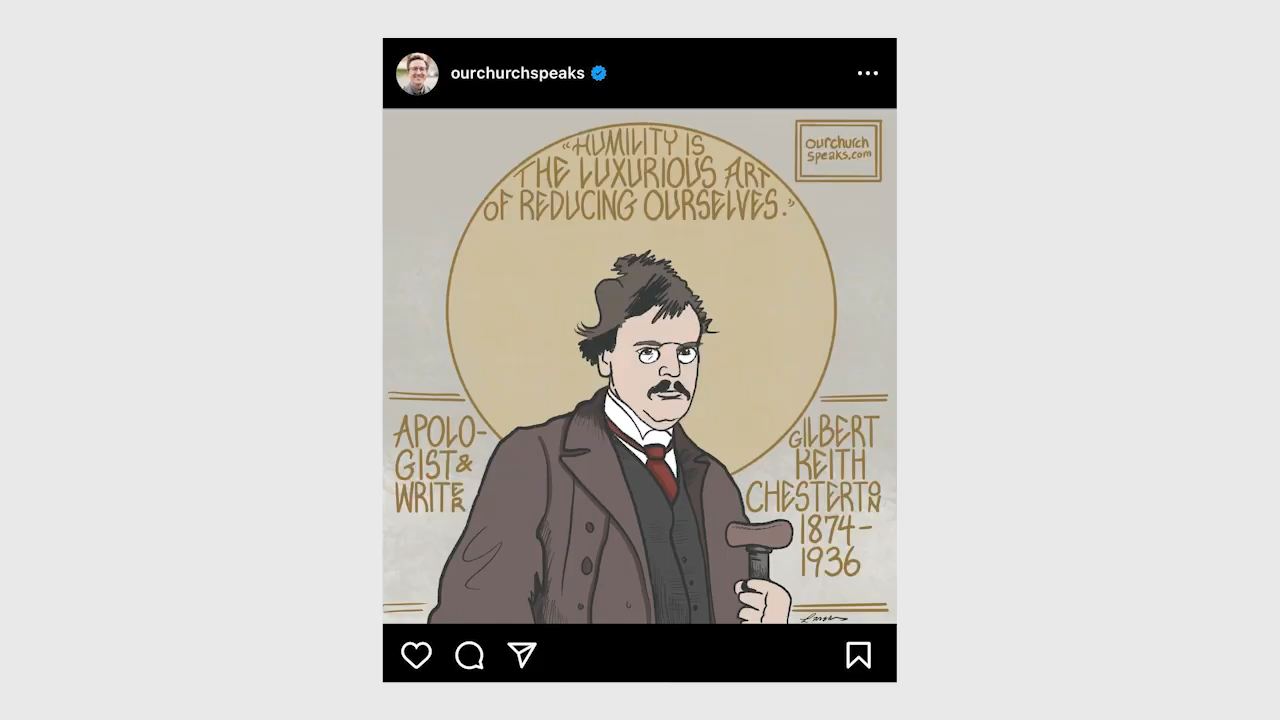 ourchurchspeaks
"HUMILITY IS
THE LUXURIOUS ART
OF REDUCING OURSELVES."
ourchurch
speaks.com
APOLO-
GIST &
WRITER
GILBERT
KEITH
CHESTERTON
1874-
1936